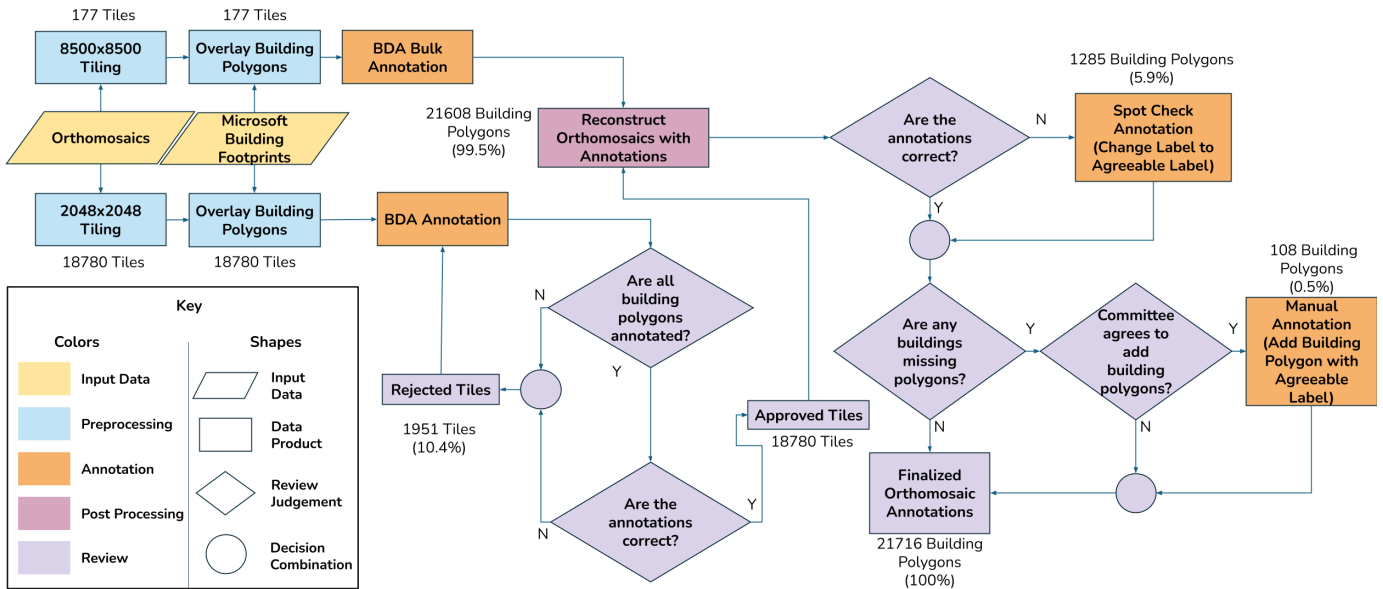 177 Tiles
177 Tiles
8500x8500
Tiling
Overlay Building
Polygons
BDA Bulk
Annotation
Orthomosaics
Microsoft
Building
Footprints
2048x2048
Tiling
Overlay Building
Polygons
18780 Tiles
18780 Tiles
BDA Annotation
21608 Building
Polygons
(99.5%)
Reconstruct
Orthomosaics with
Annotations
Are the
annotations
correct?
N
Y
1285 Building Polygons
(5.9%)
Spot Check
Annotation
(Change Label to
Agreeable Label)
Are all
building
polygons
annotated?
N
Y
Rejected Tiles
1951 Tiles
(10.4%)
Are the
annotations
correct?
N
Y
Approved Tiles
18780 Tiles
Are any
buildings
missing
polygons?
Y
N
Committee
agrees to
add
building
polygons?
Y
N
108 Building
Polygons
(0.5%)
Manual
Annotation
(Add Building
Polygon with
Agreeable
Label)
Finalized
Orthomosaic
Annotations
21716 Building
Polygons
(100%)
Key
Colors
Input Data
Preprocessing
Annotation
Post Processing
Review
Shapes
Input
Data
Data
Product
Review
Judgement
Decision
Combination